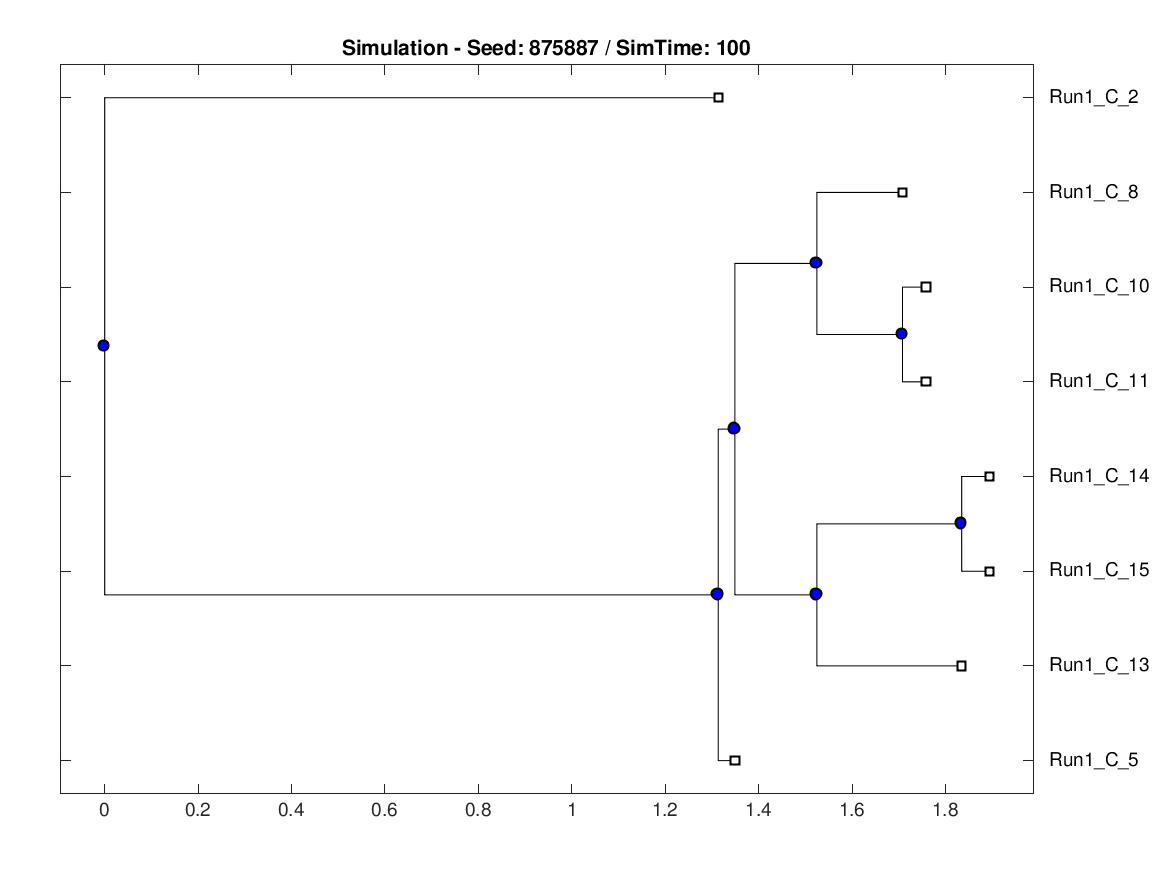 Simulation - Seed: 875887 / SimTime: 100
Run1_C_2
Run1_C_8
Run1_C_10
Run1_C_11
Run1_C_14
Run1_C_15
Run1_C_13
Run1_C_5
0 0.2 0.4 0.6 0.8 1 1.2 1.4 1.6 1.8